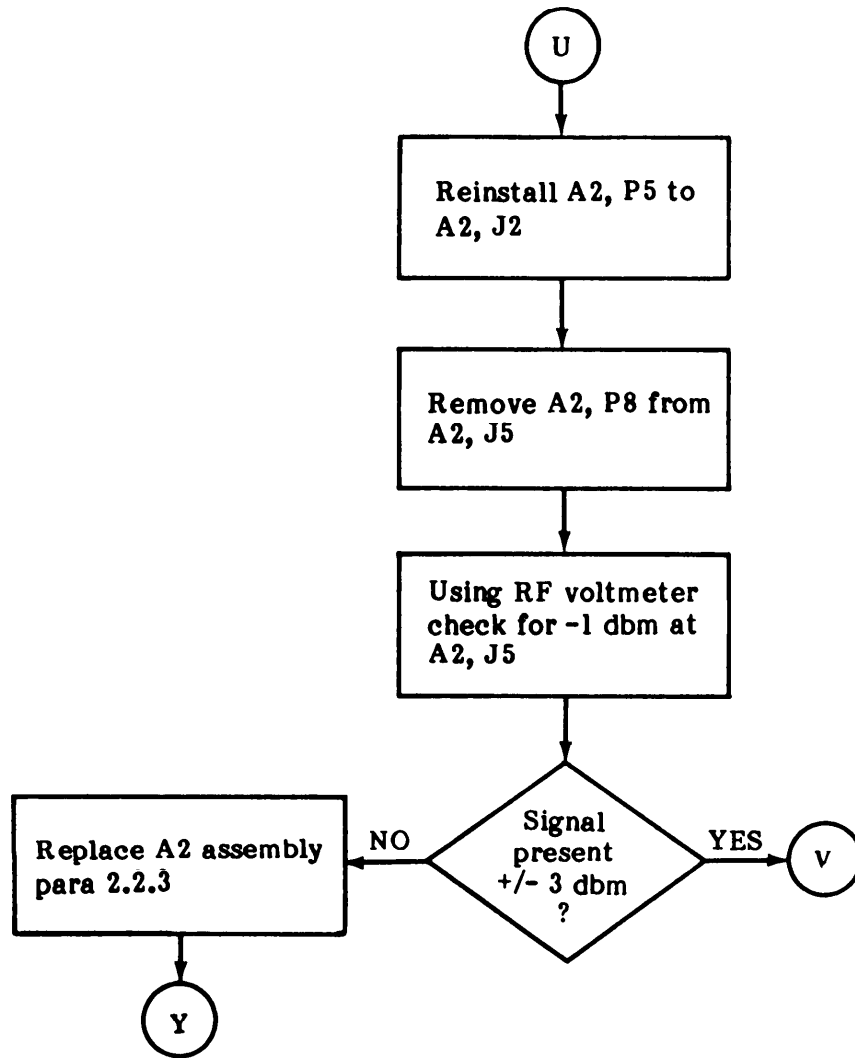 U
Reinstall A2, P5 to
A2, J2
Remove A2, P8 from
A2, J5
Using RF voltmeter
check for -1 dbm at
A2, J5
Signal
present
+/- 3 dbm
?
NO
YES
Replace A2 assembly
para 2.2.3
V
Y